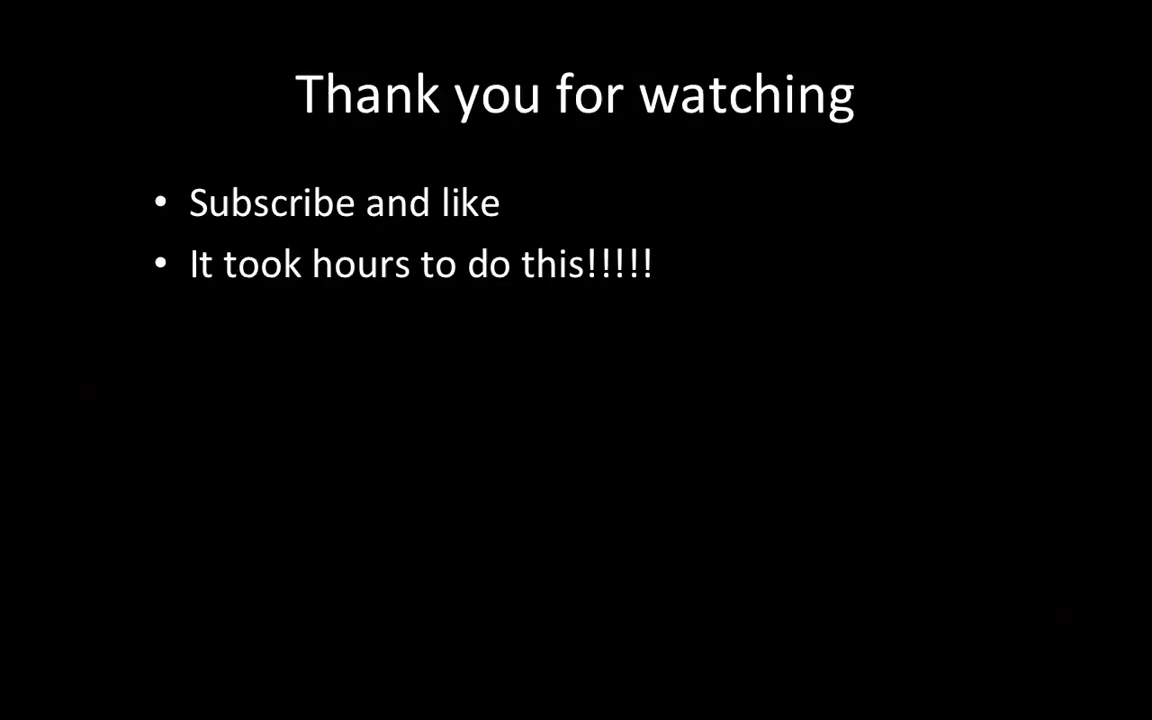 Thank you for watching
• Subscribe and like
• It took hours to do this!!!!!